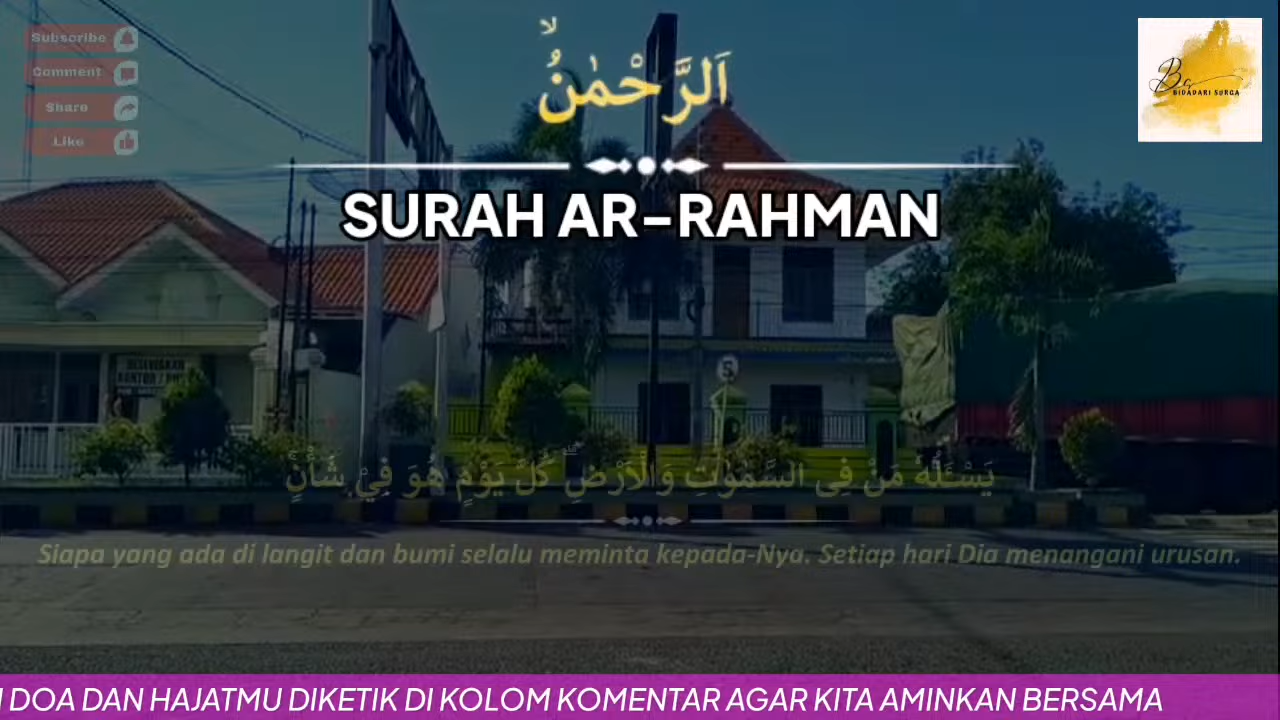 Subscribe
Comment
Share
Like
اَلرَّحْمٰنُۙ
SURAH AR-RAHMAN
BIDADARI SURGA
يَسْـَٔلُهٗ مَنْ فِى السَّمٰوٰتِ وَالْاَرْضِۗ كُلَّ يَوْمٍ هُوَ فِيْ شَأْنٍۚ
Siapa yang ada di langit dan bumi selalu meminta kepada-Nya. Setiap hari Dia menangani urusan.
DOA DAN HAJATMU DIKETIK DI KOLOM KOMENTAR AGAR KITA AMINKAN BERSAMA